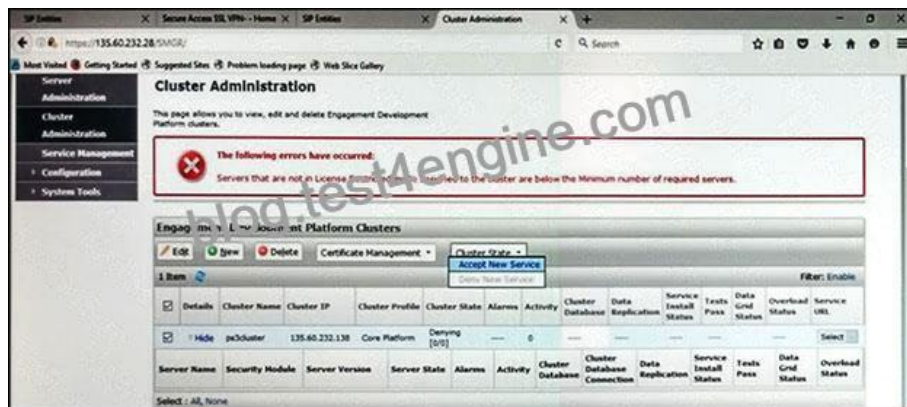 SIP Entities
Secure Access SSL VPN - Home
SIP Entities
Cluster Administration
https://135.60.232.28/SMGR/
Search
Most Visited Getting Started Suggested Sites Problem loading page Web Slice Gallery
Server Administration
Cluster Administration
Service Management
Configuration
System Tools
Cluster Administration
This page allows you to view, edit and delete Engagement Development Platform clusters.
The following errors have occurred:
Servers that are not in License to the cluster are below the Minimum number of required servers.
blog.test4engine.com
Platform Clusters
Edit New Delete Certificate Management Cluster State
Accept New Service
Deny New Service
1 Item
Filter: Enable
Details Cluster Name Cluster IP Cluster Profile Cluster State Alarms Activity Cluster Database Data Replication Service Install Status Tests Pass Data Grid Status Overload Status Service URL
Hide px3cluster 135.60.232.138 Core Platform Denying [0/0] --- 0 --- --- --- --- --- --- Select
Server Name Security Module Server Version Server State Alarms Activity Cluster Database Cluster Database Connection Data Replication Service Install Status Tests Pass Data Grid Status Overload Status
Select : All, None